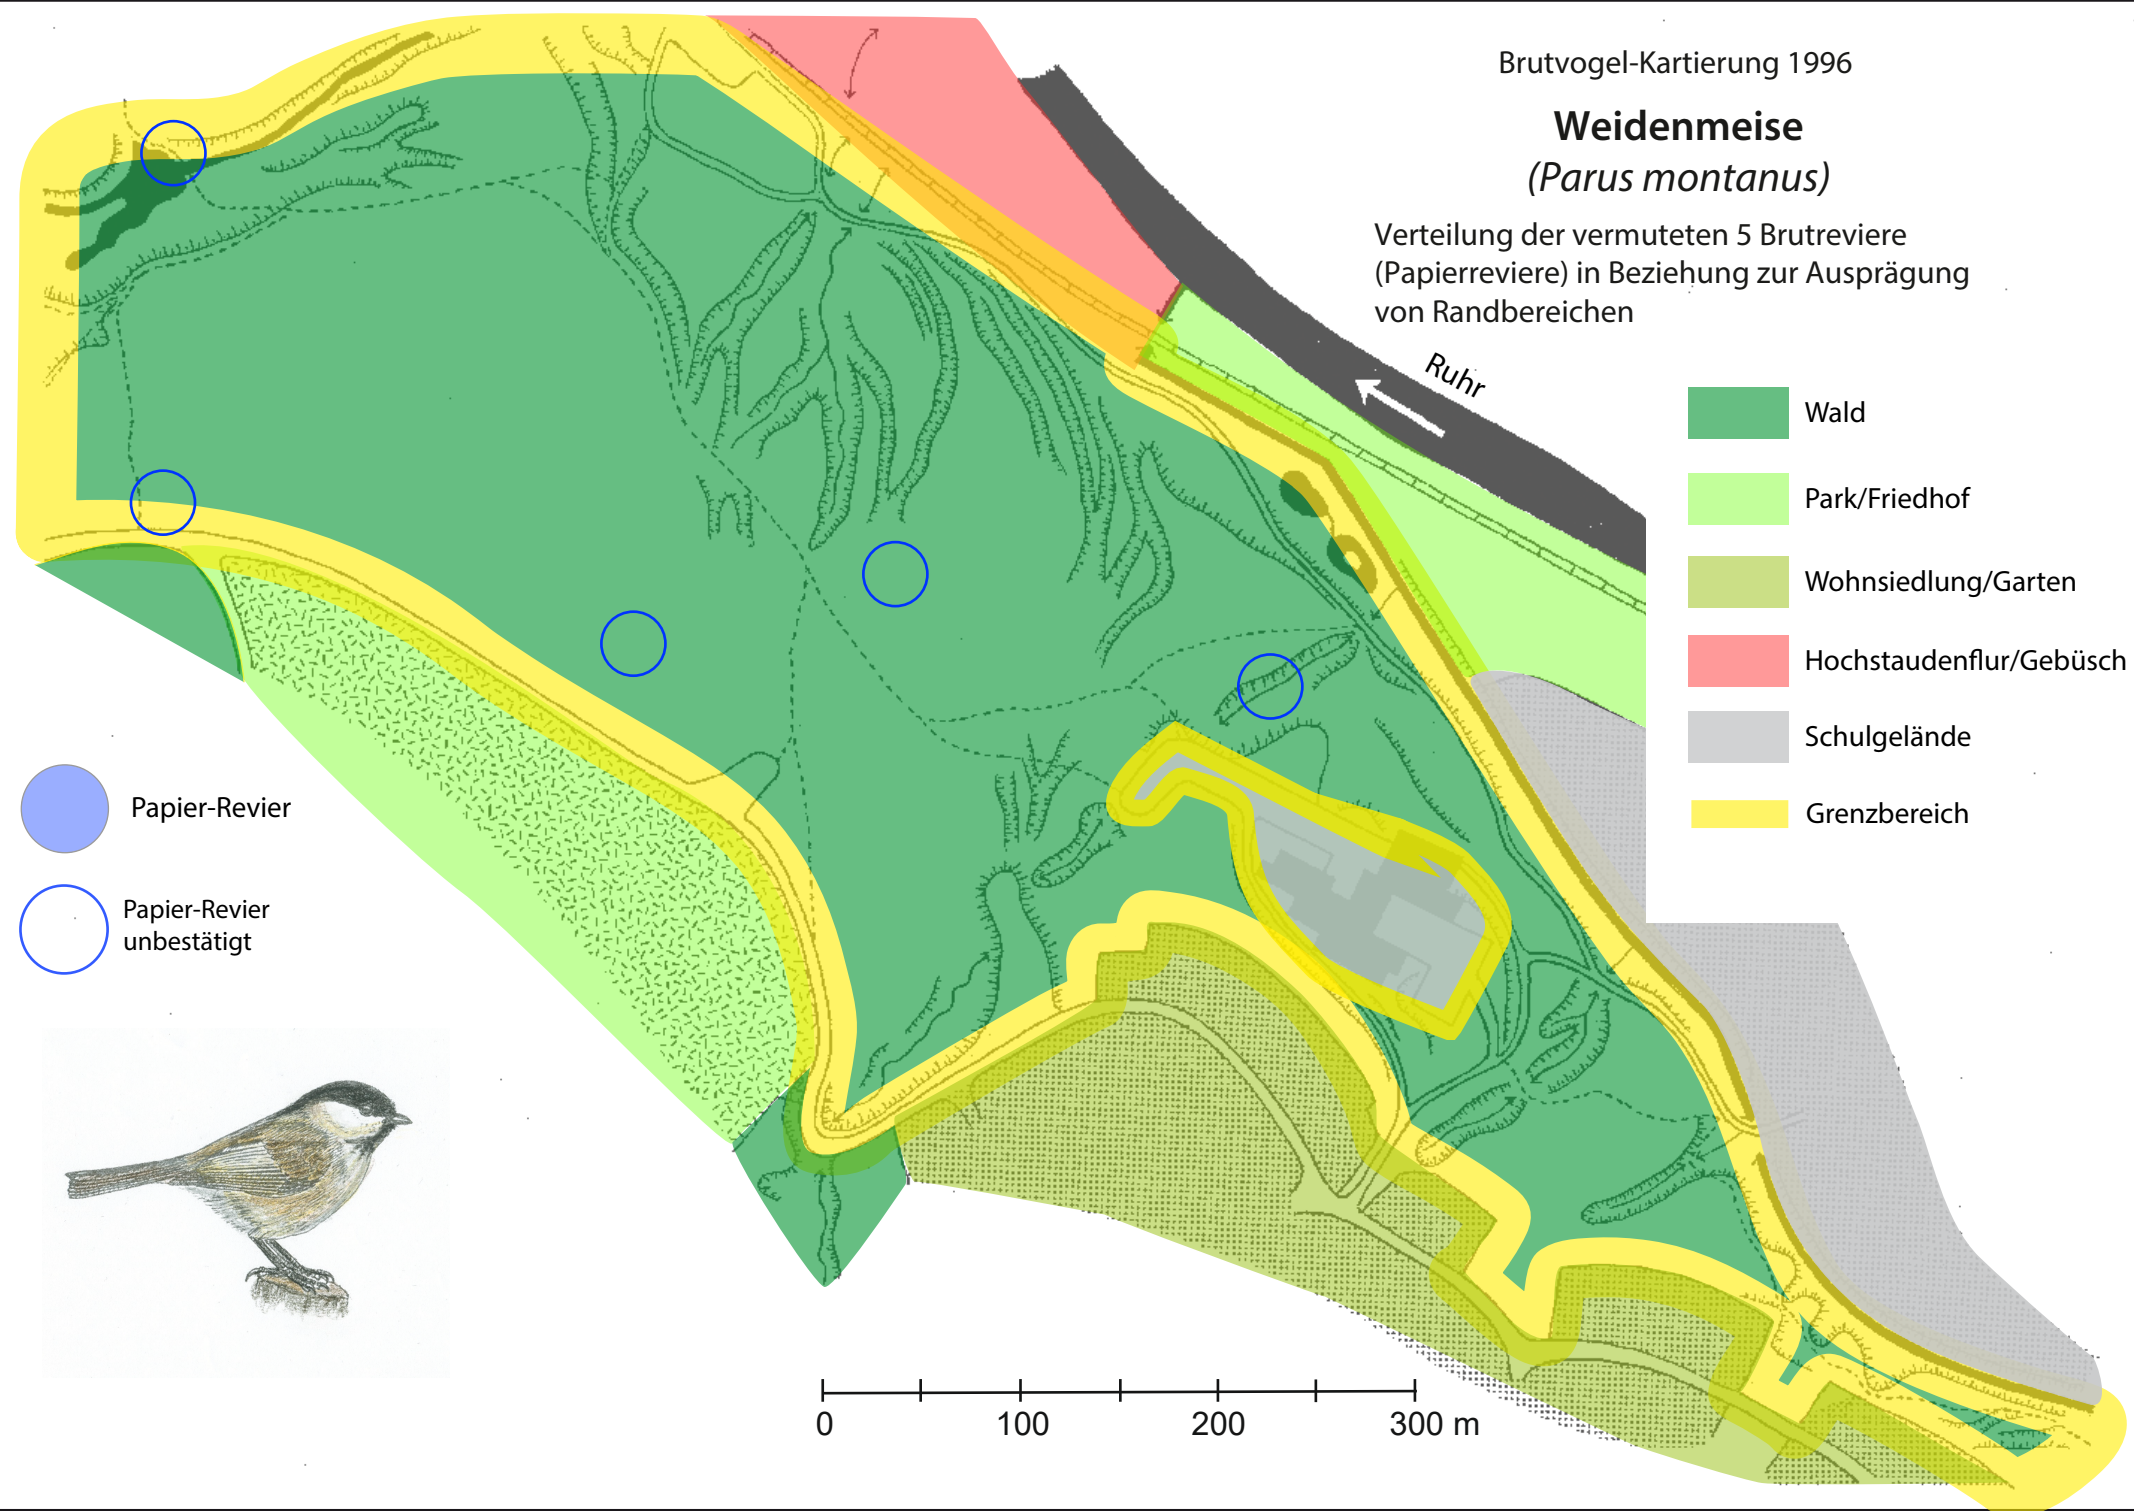 Brutvogel-Kartierung 1996
Weidenmeise
(Parus montanus)
Verteilung der vermuteten 5 Brutreviere
(Papierreviere) in Beziehung zur Ausprägung
von Randbereichen
Ruhr
Wald
Park/Friedhof
Wohnsiedlung/Garten
Hochstaudenflur/Gebüsch
Schulgelände
Grenzbereich
Papier-Revier
Papier-Revier
unbestätigt
0 100 200 300 m